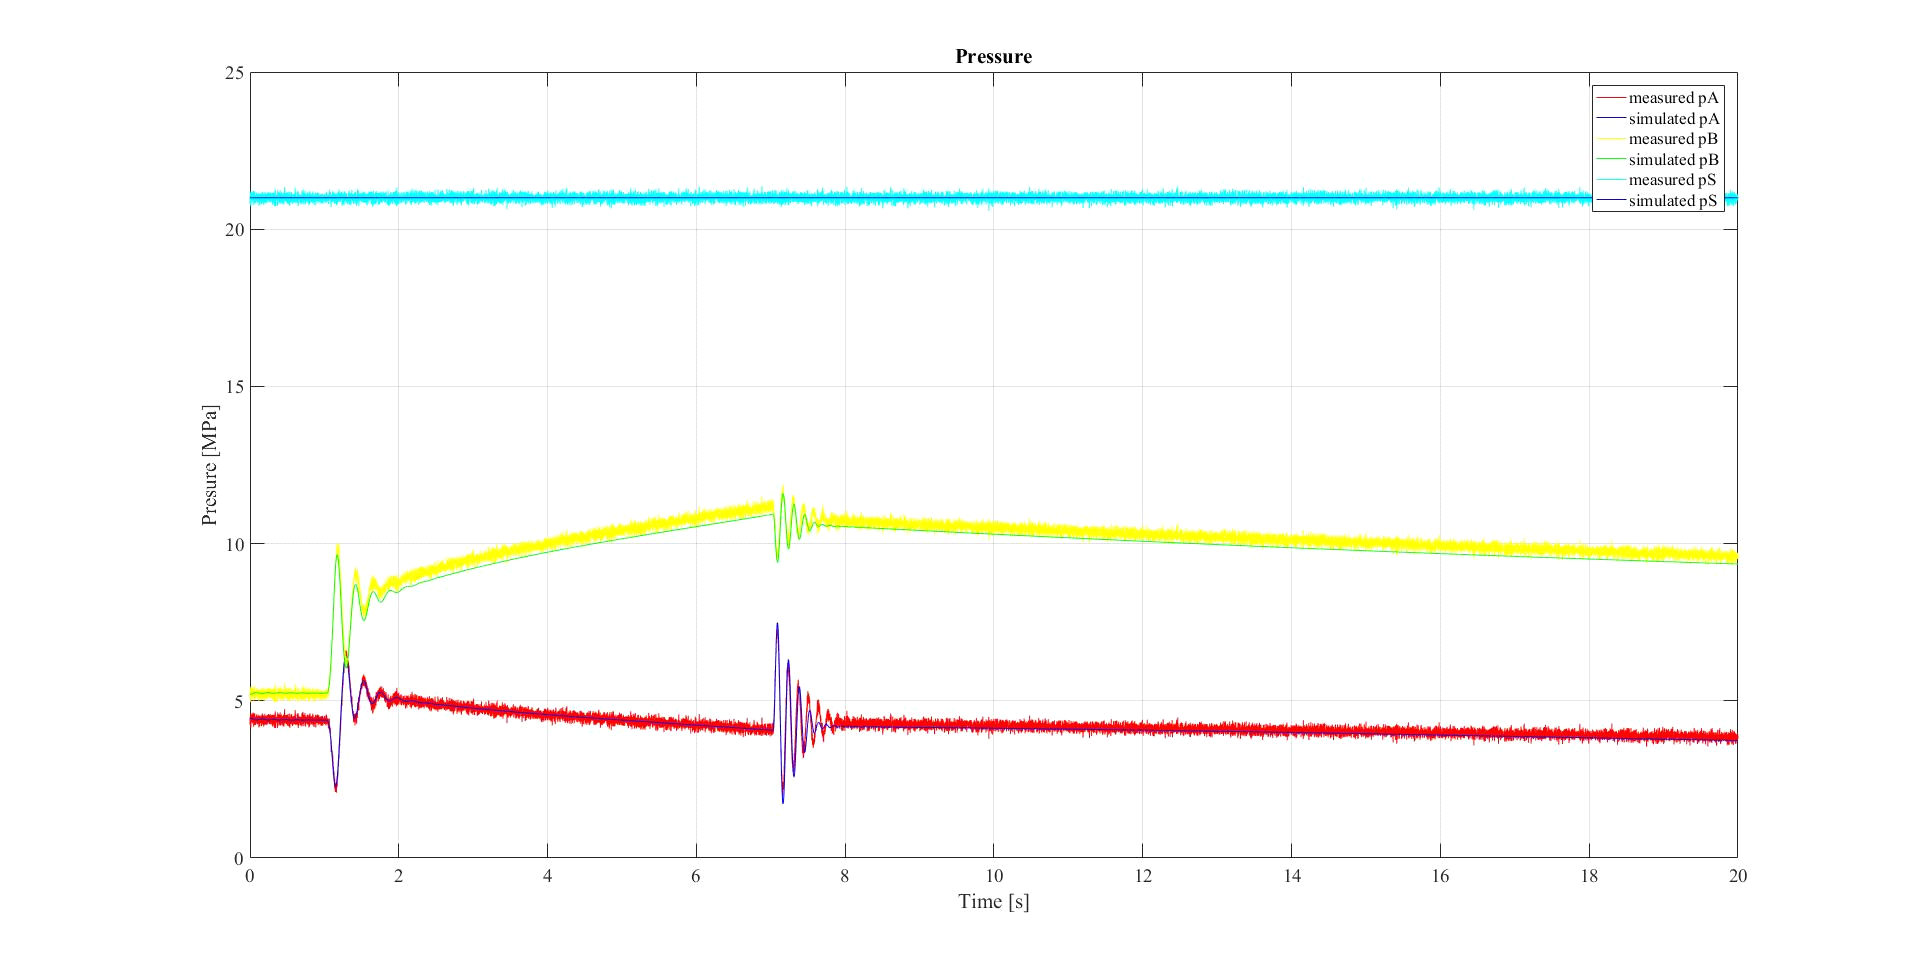 Pressure
25
20
15
10
5
0
Presure [MPa]
measured pA
simulated pA
measured pB
simulated pB
measured pS
simulated pS
0 2 4 6 8 10 12 14 16 18 20
Time [s]